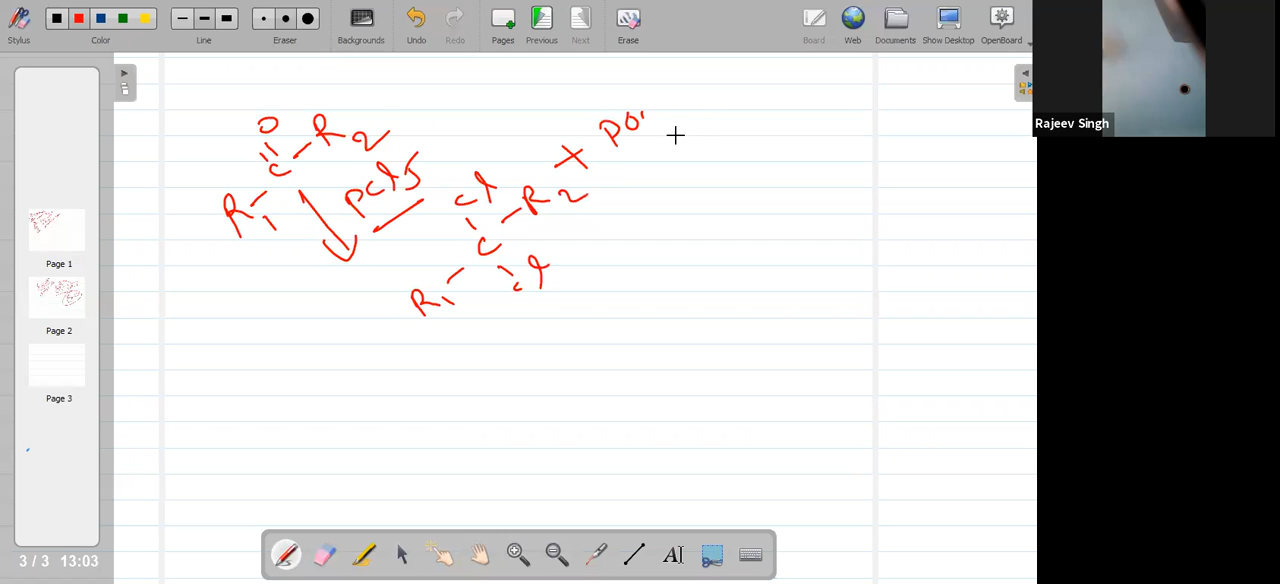 Stylus
Color
Line
Eraser
Backgrounds
Undo
Redo
Pages
Previous
Next
Erase
Board
Web
Documents
Show Desktop
OpenBoard
Rajeev Singh
O
R2
C
R1
PCl5
Cl
R2
C
R1
Cl
+ PO
Page 1
Page 2
Page 3
3 / 3 13:03